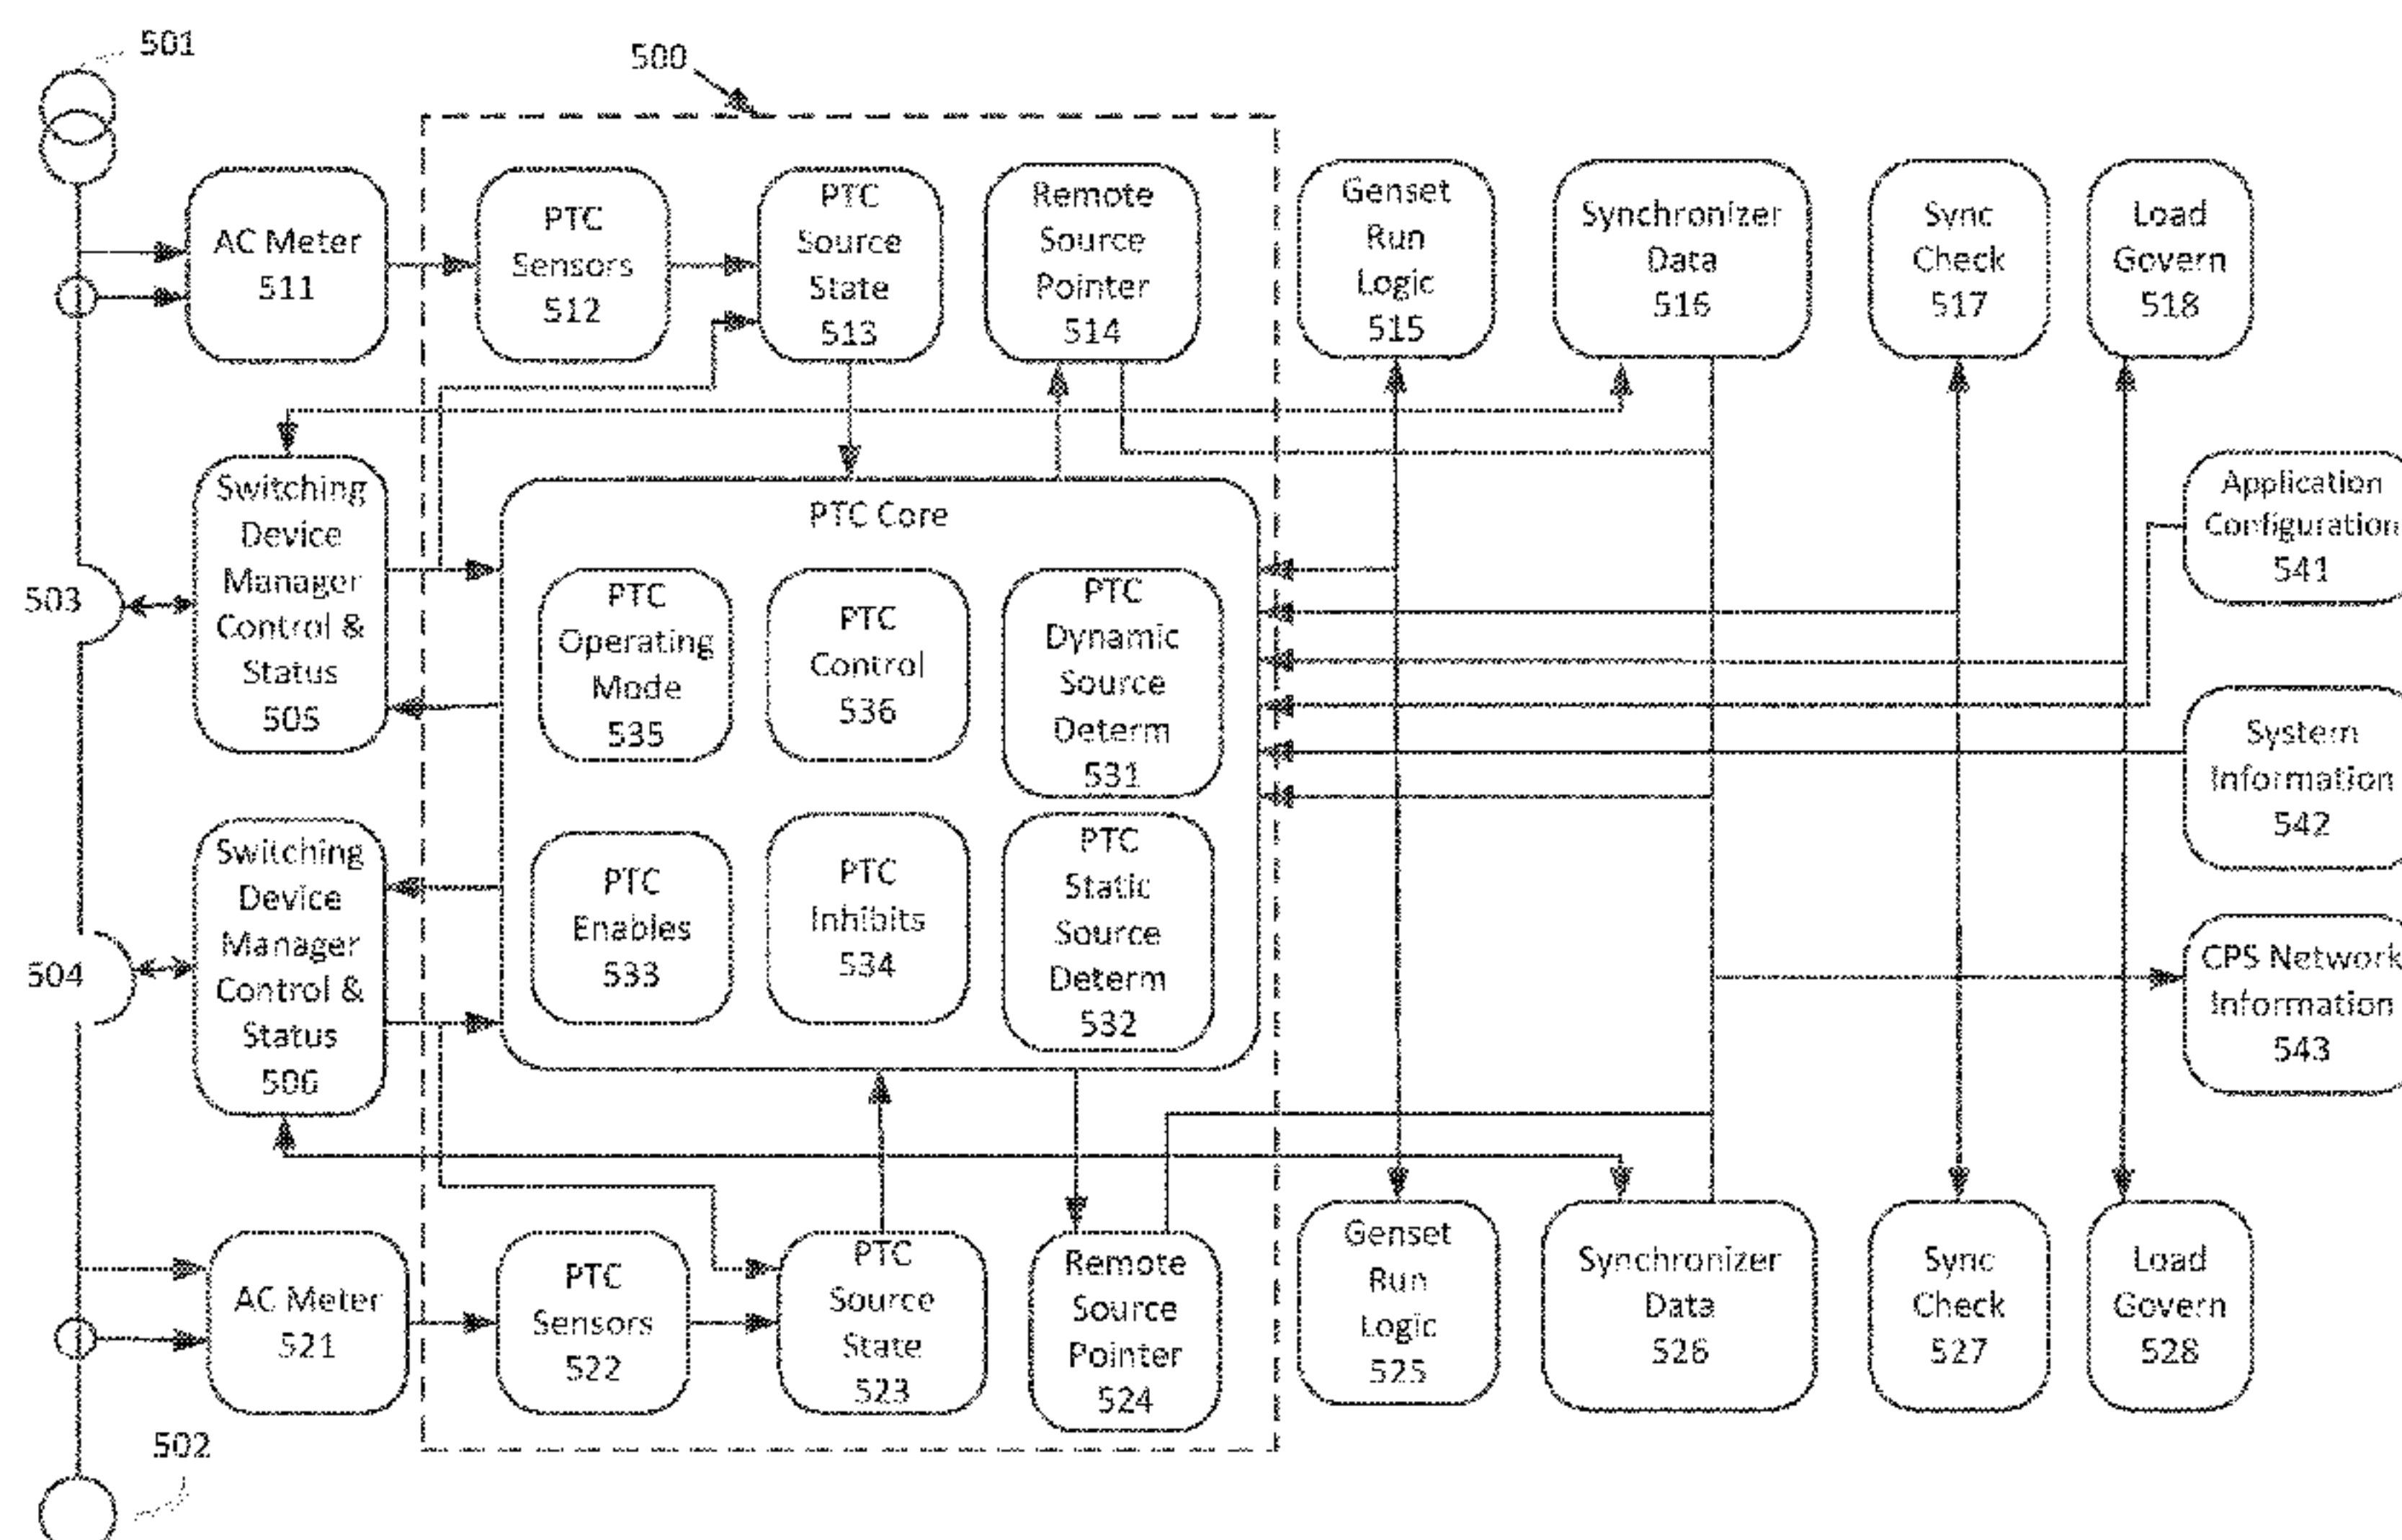 501
500
AC Meter
511
PTC
Sensors
512
PTC
Source
State
513
Remote
Source
Pointer
514
Genset
Run
Logic
515
Synchronizer
Data
516
Sync
Check
517
Load
Govern
518
503
Switching
Device
Manager
Control &
Status
505
PTC Core
PTC
Operating
Mode
535
PTC
Control
536
PTC
Dynamic
Source
Determ
531
Application
Configuration
541
System
Information
542
504
Switching
Device
Manager
Control &
Status
506
PTC
Enables
533
PTC
Inhibits
534
PTC
Static
Source
Determ
532
CPS Network
Information
543
AC Meter
521
PTC
Sensors
522
PTC
Source
State
523
Remote
Source
Pointer
524
Genset
Run
Logic
525
Synchronizer
Data
526
Sync
Check
527
Load
Govern
528
502